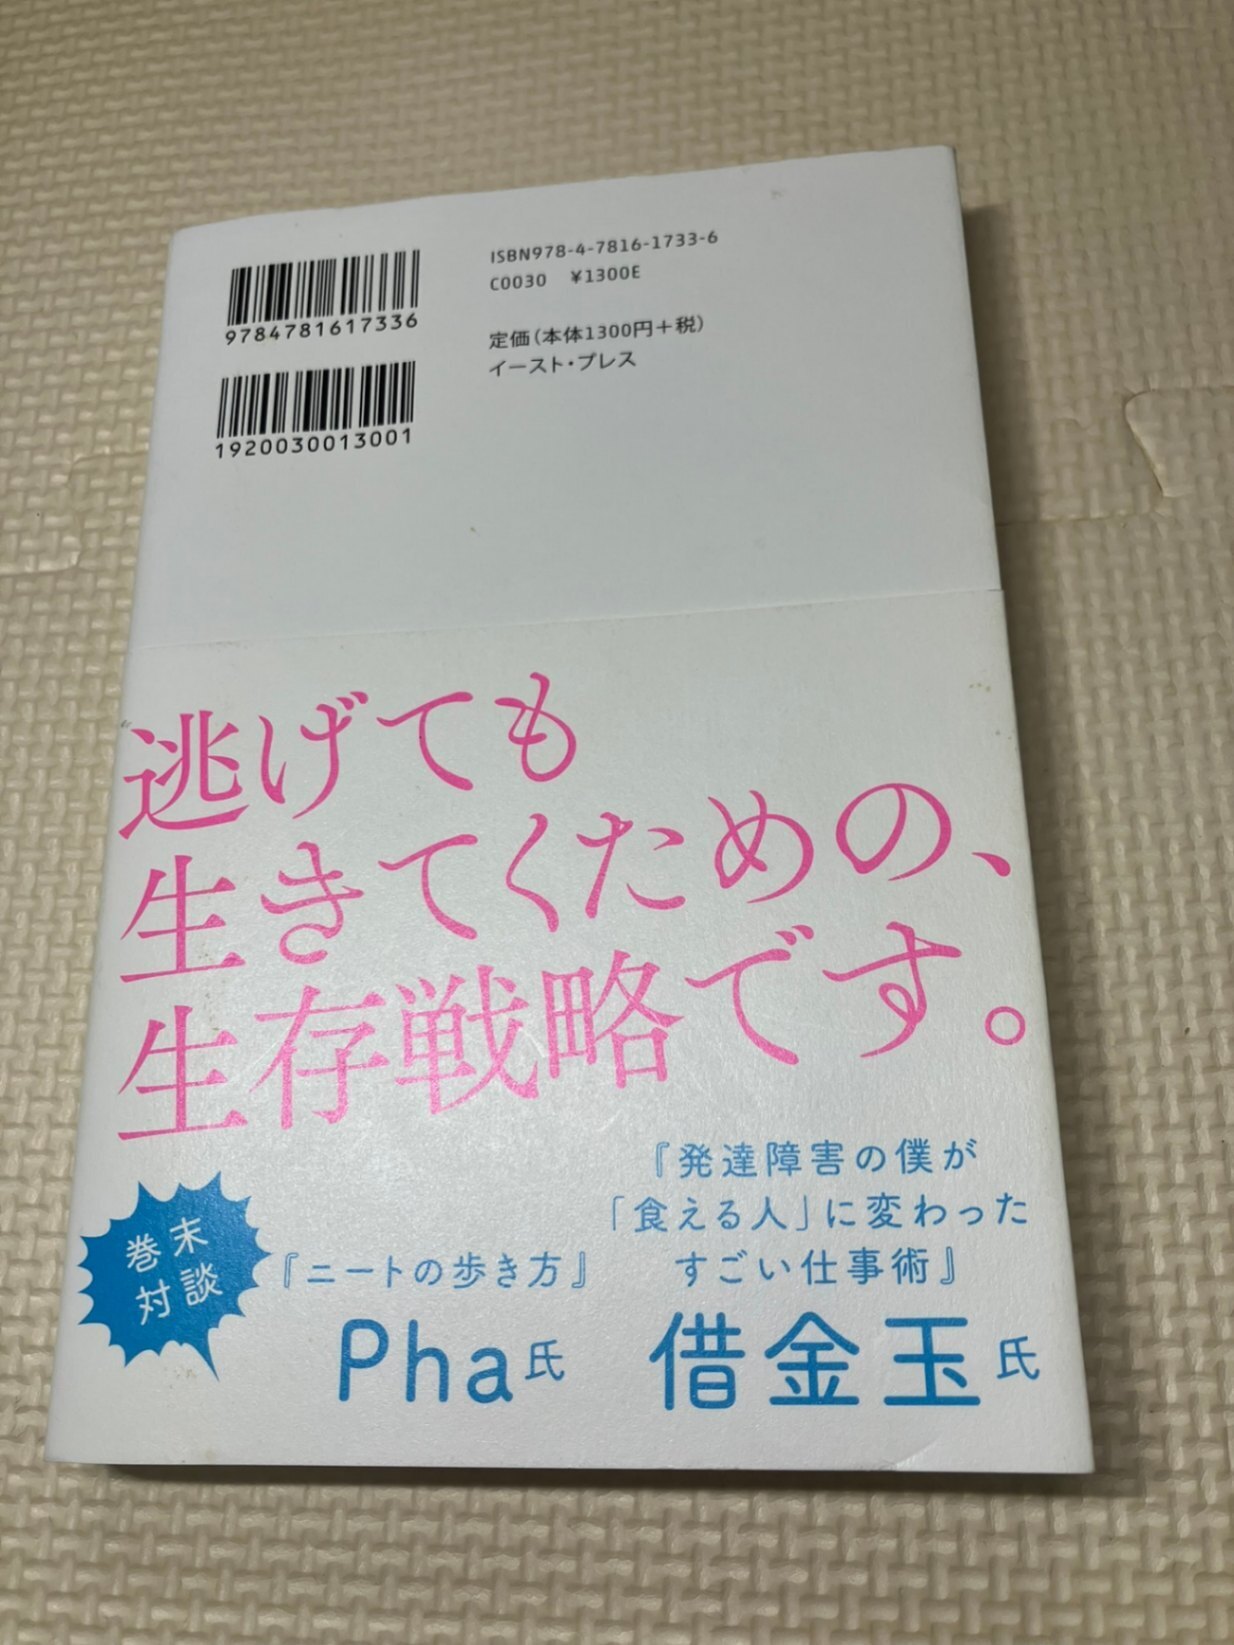 ISBN978-4-7816-1733-6
C0030 ¥1300E
9784781617336
定価(本体1300円+税)
イースト・プレス
1920030013001
逃げても
生きてくための、
生存戦略です。
巻末
対談
『ニートの歩き方』
Pha氏
『発達障害の僕が
「食える人」に変わった
すごい仕事術』
借金玉氏